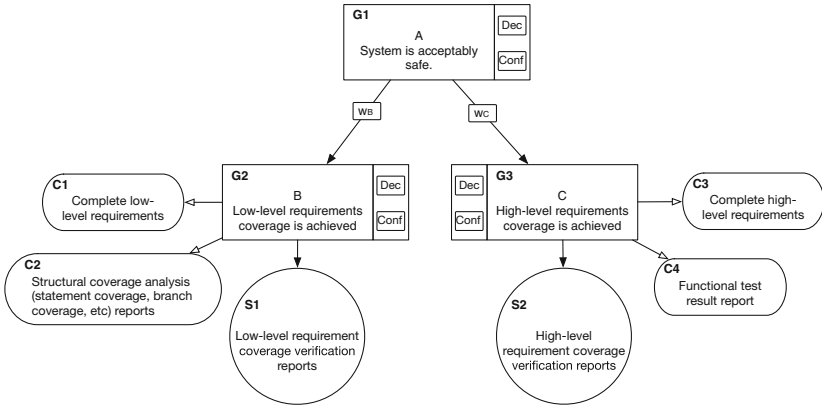 G1
A
System is acceptably
safe.
Dec
Conf
WB
WC
G2
B
Low-level requirements
coverage is achieved
Dec
Conf
Dec
Conf
G3
C
High-level requirements
coverage is achieved
C1
Complete low-
level requirements
C3
Complete high-
level requirements
C2
Structural coverage analysis
(statement coverage, branch
coverage, etc) reports
C4
Functional test
result report
S1
Low-level requirement
coverage verification
reports
S2
High-level
requirement coverage
verification reports